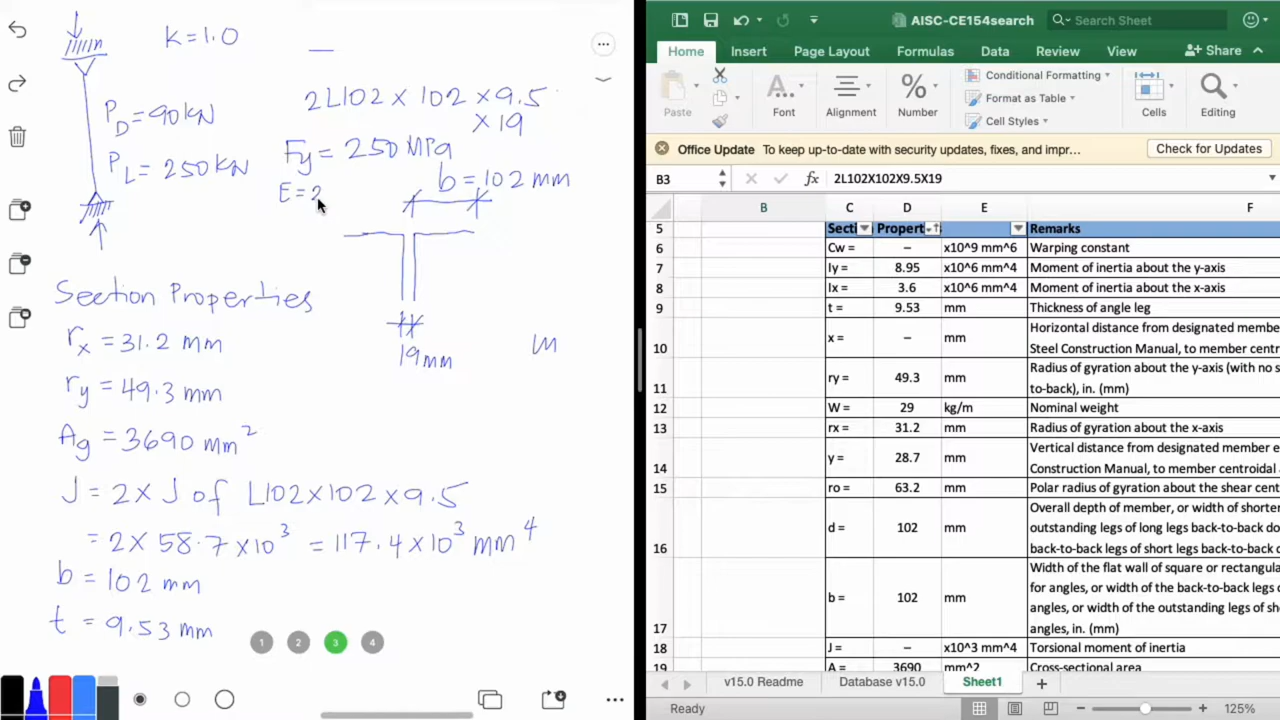 K = 1.0
P_D = 90 kN
P_L = 250 kN
2L102 × 102 × 9.5
× 19
Fy = 250 MPa
E = 2
b = 102 mm
19mm
Section Properties
r_x = 31.2 mm
r_y = 49.3 mm
A_g = 3690 mm²
J = 2 × J of L102×102×9.5
= 2 × 58.7 × 10³ = 117.4 × 10³ mm⁴
b = 102 mm
t = 9.53 mm
1 2 3 4
AISC-CE154search
Search Sheet
Home Insert Page Layout Formulas Data Review View Share
Paste Font Alignment Number
Conditional Formatting
Format as Table
Cell Styles
Cells Editing
Office Update To keep up-to-date with security updates, fixes, and impr... Check for Updates
B3 fx 2L102X102X9.5X19
B C D E F
5 Secti Propert Remarks
6 Cw = – x10^9 mm^6 Warping constant
7 Iy = 8.95 x10^6 mm^4 Moment of inertia about the y-axis
8 Ix = 3.6 x10^6 mm^4 Moment of inertia about the x-axis
9 t = 9.53 mm Thickness of angle leg
Horizontal distance from designated membe
10 x = – mm Steel Construction Manual, to member centr
Radius of gyration about the y-axis (with no s
11 ry = 49.3 mm to-back), in. (mm)
12 W = 29 kg/m Nominal weight
13 rx = 31.2 mm Radius of gyration about the x-axis
Vertical distance from designated member e
14 y = 28.7 mm Construction Manual, to member centroidal
15 ro = 63.2 mm Polar radius of gyration about the shear cent
Overall depth of member, or width of shorter
d = 102 mm outstanding legs of long legs back-to-back do
16 back-to-back legs of short legs back-to-back
Width of the flat wall of square or rectangula
for angles, or width of the back-to-back legs
b = 102 mm angles, or width of the outstanding legs of sh
17 angles, in. (mm)
18 J = – x10^3 mm^4 Torsional moment of inertia
19 A = 3690 mm^2 Cross-sectional area
v15.0 Readme Database v15.0 Sheet1
Ready 125%